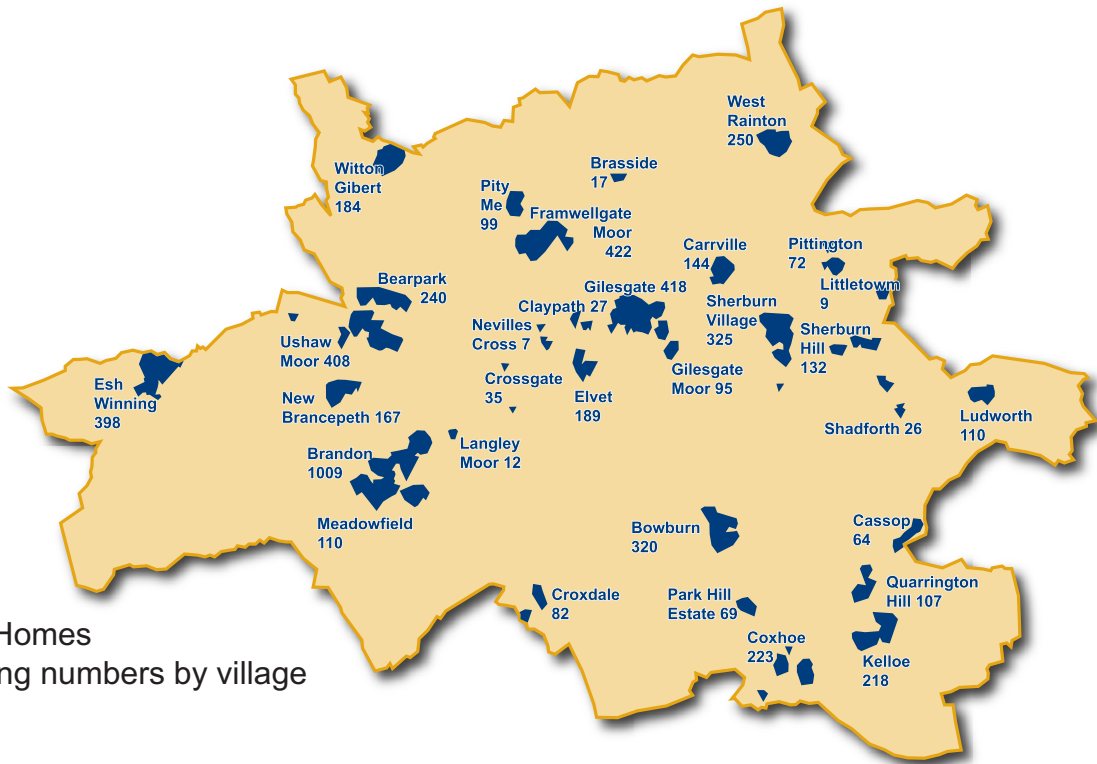 West
Rainton
250
Witton
Gibert
184
Brasside
17
Pity
Me
99
Framwellgate
Moor
422
Carrville
144
Pittington
72
Littletowm
9
Bearpark
240
Gilesgate 418
Claypath 27
Sherburn
Village
325
Nevilles
Cross 7
Sherburn
Hill
132
Ushaw
Moor 408
Gilesgate
Moor 95
Crossgate
35
Elvet
189
Esh
Winning
398
New
Brancepeth 167
Ludworth
110
Shadforth 26
Langley
Moor 12
Brandon
1009
Meadowfield
110
Bowburn
320
Cassop
64
Croxdale
82
Park Hill
Estate 69
Quarrington
Hill 107
Coxhoe
223
Kelloe
218
Homes
ng numbers by village